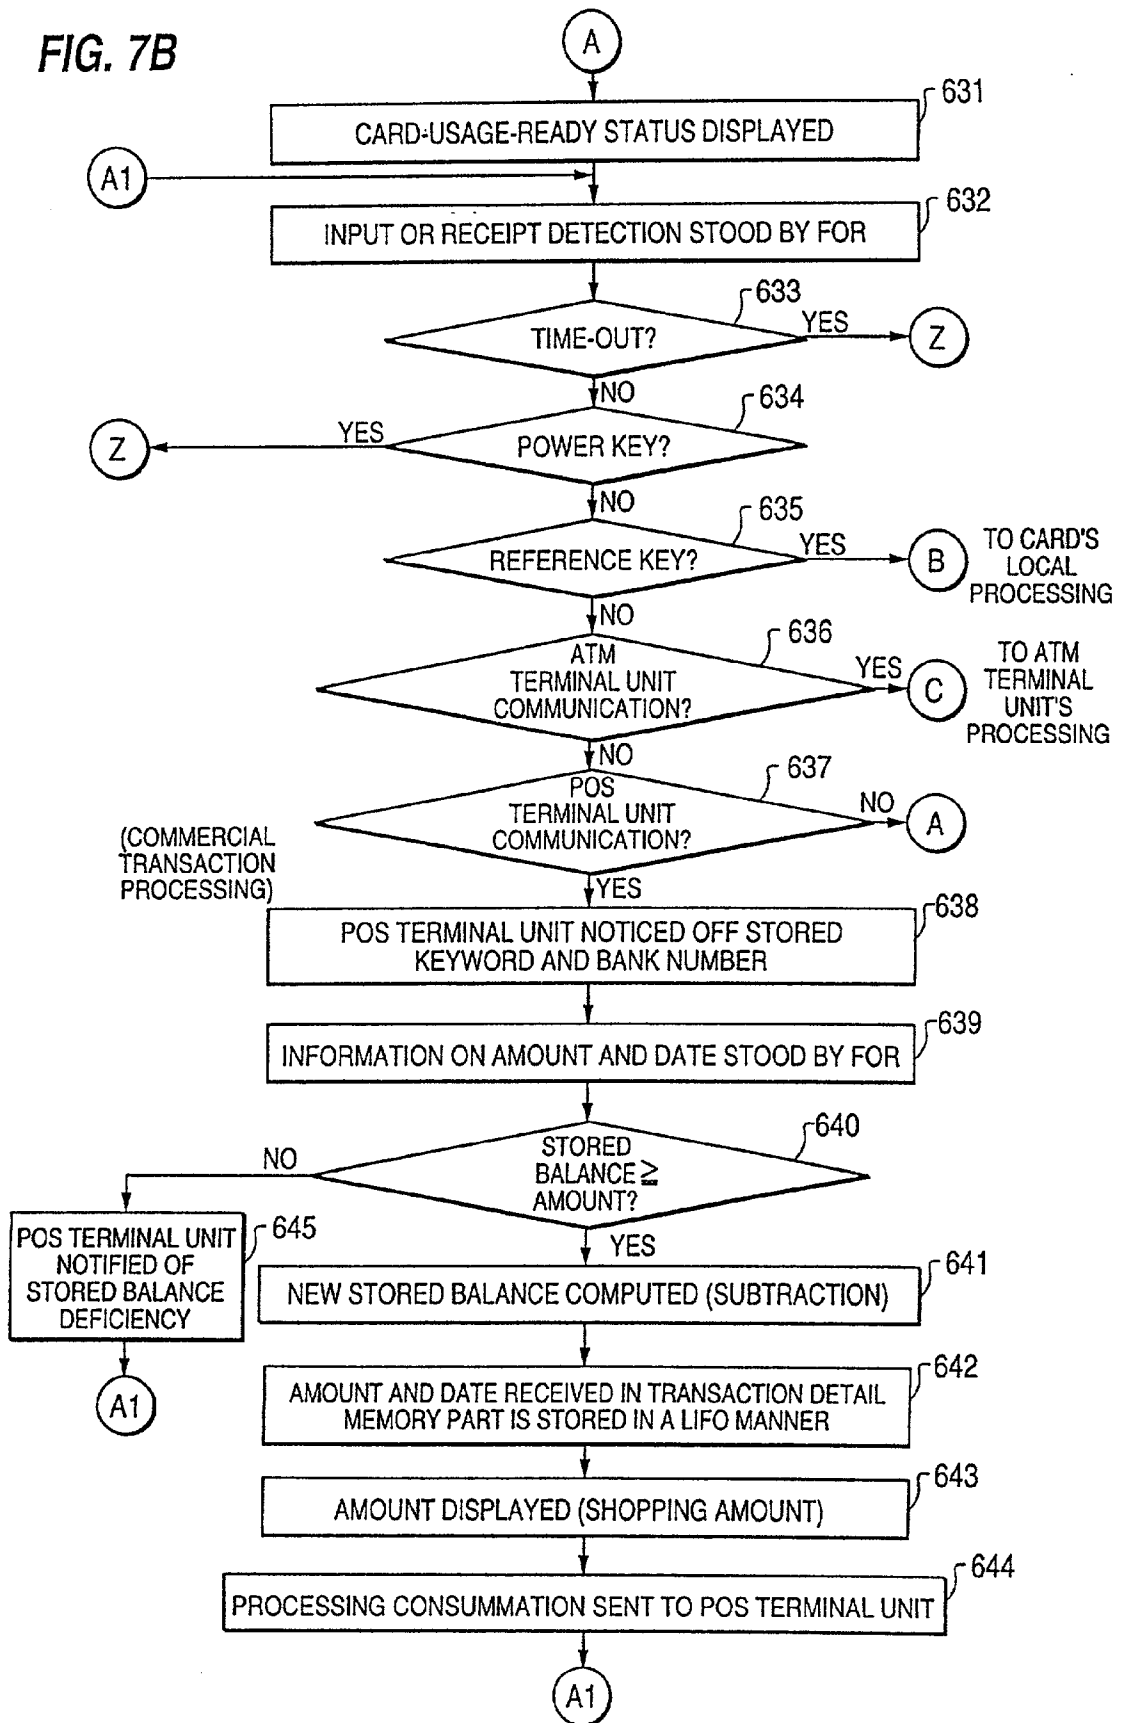 FIG. 7B
A
631
CARD-USAGE-READY STATUS DISPLAYED
A1
632
INPUT OR RECEIPT DETECTION STOOD BY FOR
633
TIME-OUT?
YES
Z
NO
634
POWER KEY?
YES
Z
NO
635
REFERENCE KEY?
YES
B
TO CARD'S
LOCAL
PROCESSING
NO
636
ATM
TERMINAL UNIT
COMMUNICATION?
YES
C
TO ATM
TERMINAL
UNIT'S
PROCESSING
NO
637
POS
TERMINAL UNIT
COMMUNICATION?
NO
A
(COMMERCIAL
TRANSACTION
PROCESSING)
YES
638
POS TERMINAL UNIT NOTICED OFF STORED
KEYWORD AND BANK NUMBER
639
INFORMATION ON AMOUNT AND DATE STOOD BY FOR
640
STORED
BALANCE ≧
AMOUNT?
NO
645
POS TERMINAL UNIT
NOTIFIED OF
STORED BALANCE
DEFICIENCY
A1
YES
641
NEW STORED BALANCE COMPUTED (SUBTRACTION)
642
AMOUNT AND DATE RECEIVED IN TRANSACTION DETAIL
MEMORY PART IS STORED IN A LIFO MANNER
643
AMOUNT DISPLAYED (SHOPPING AMOUNT)
644
PROCESSING CONSUMMATION SENT TO POS TERMINAL UNIT
A1